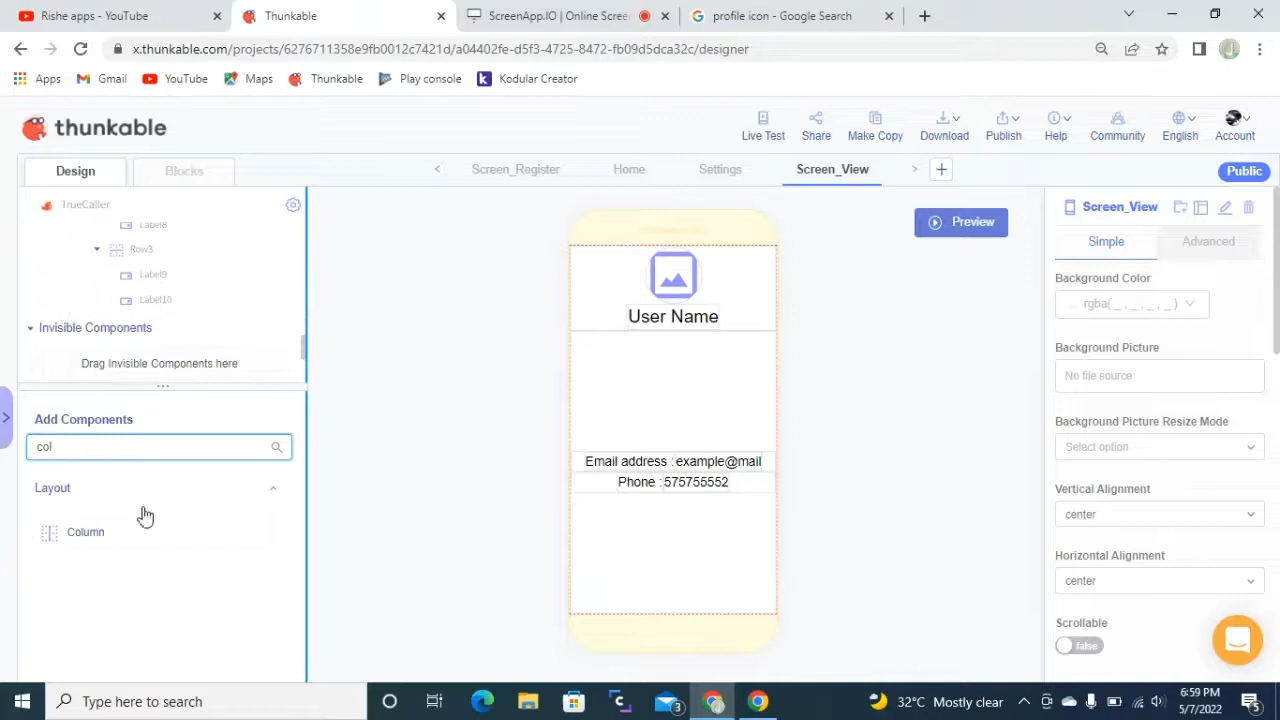 Rishe apps - YouTube
Thunkable
ScreenApp.IO | Online Scree
profile icon - Google Search
x.thunkable.com/projects/6276711358e9fb0012c7421d/a04402fe-d5f3-4725-8472-fb09d5dca32c/designer
Apps
Gmail
YouTube
Maps
Thunkable
Play console
Kodular Creator
thunkable
Live Test
Share
Make Copy
Download
Publish
Help
Community
English
Account
Design
Blocks
Screen_Register
Home
Settings
Screen_View
Public
TrueCaller
Label8
Row3
Label9
Label10
Invisible Components
Drag Invisible Components here
Add Components
col
Layout
Column
Preview
User Name
Email address : example@mail
Phone : 575755552
Screen_View
Simple
Advanced
Background Color
rgba( _ , _ , _ , _ )
Background Picture
No file source
Background Picture Resize Mode
Select option
Vertical Alignment
center
Horizontal Alignment
center
Scrollable
false
Type here to search
3
32°C Mostly clear
6:59 PM
5/7/2022
5